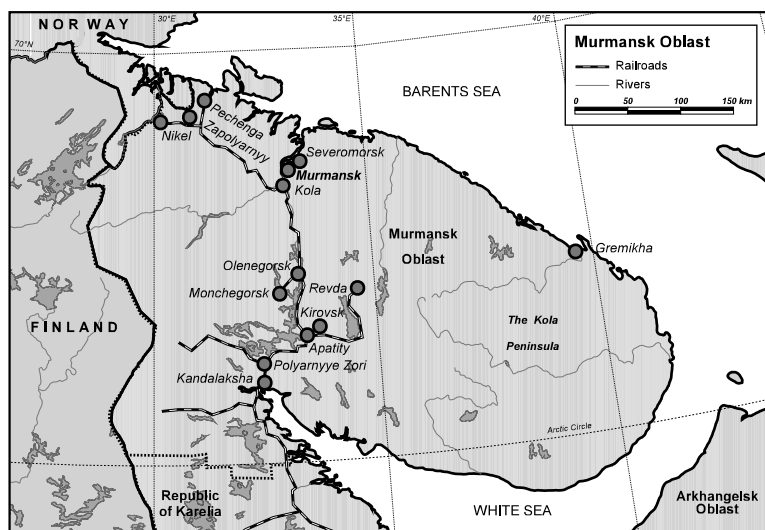 NORWAY
30°E
35°E
40°E
70°N
Murmansk Oblast
Railroads
Rivers
0 50 100 150 km
BARENTS SEA
Pechenga
Zapolyarnyy
Nikel
Severomorsk
Murmansk
Kola
Murmansk
Oblast
Gremikha
Olenegorsk
Revda
Monchegorsk
Kirovsk
The Kola
Peninsula
FINLAND
Apatity
Polyarnyye Zori
Kandalaksha
Arctic Circle
Republic
of Karelia
WHITE SEA
Arkhangelsk
Oblast